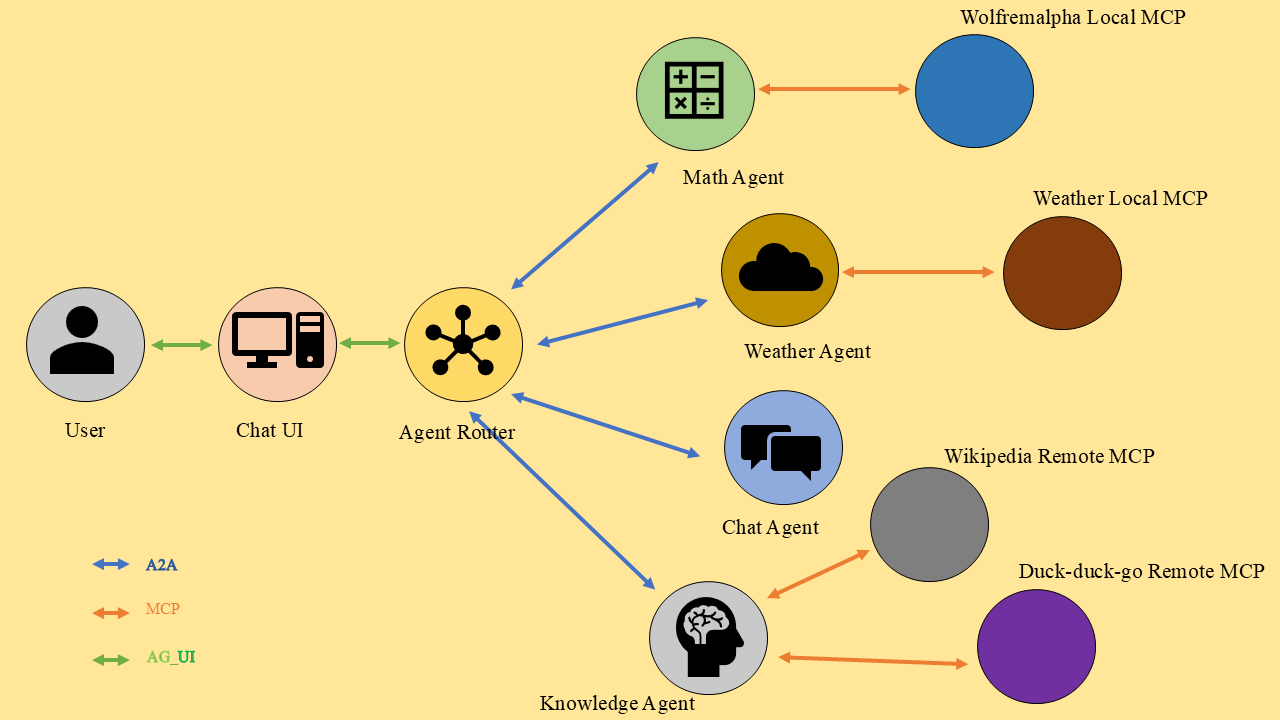 Wolfremalpha Local MCP
Math Agent
Weather Local MCP
Weather Agent
User
Chat UI
Agent Router
Wikipedia Remote MCP
Chat Agent
Duck-duck-go Remote MCP
A2A
MCP
AG_UI
Knowledge Agent